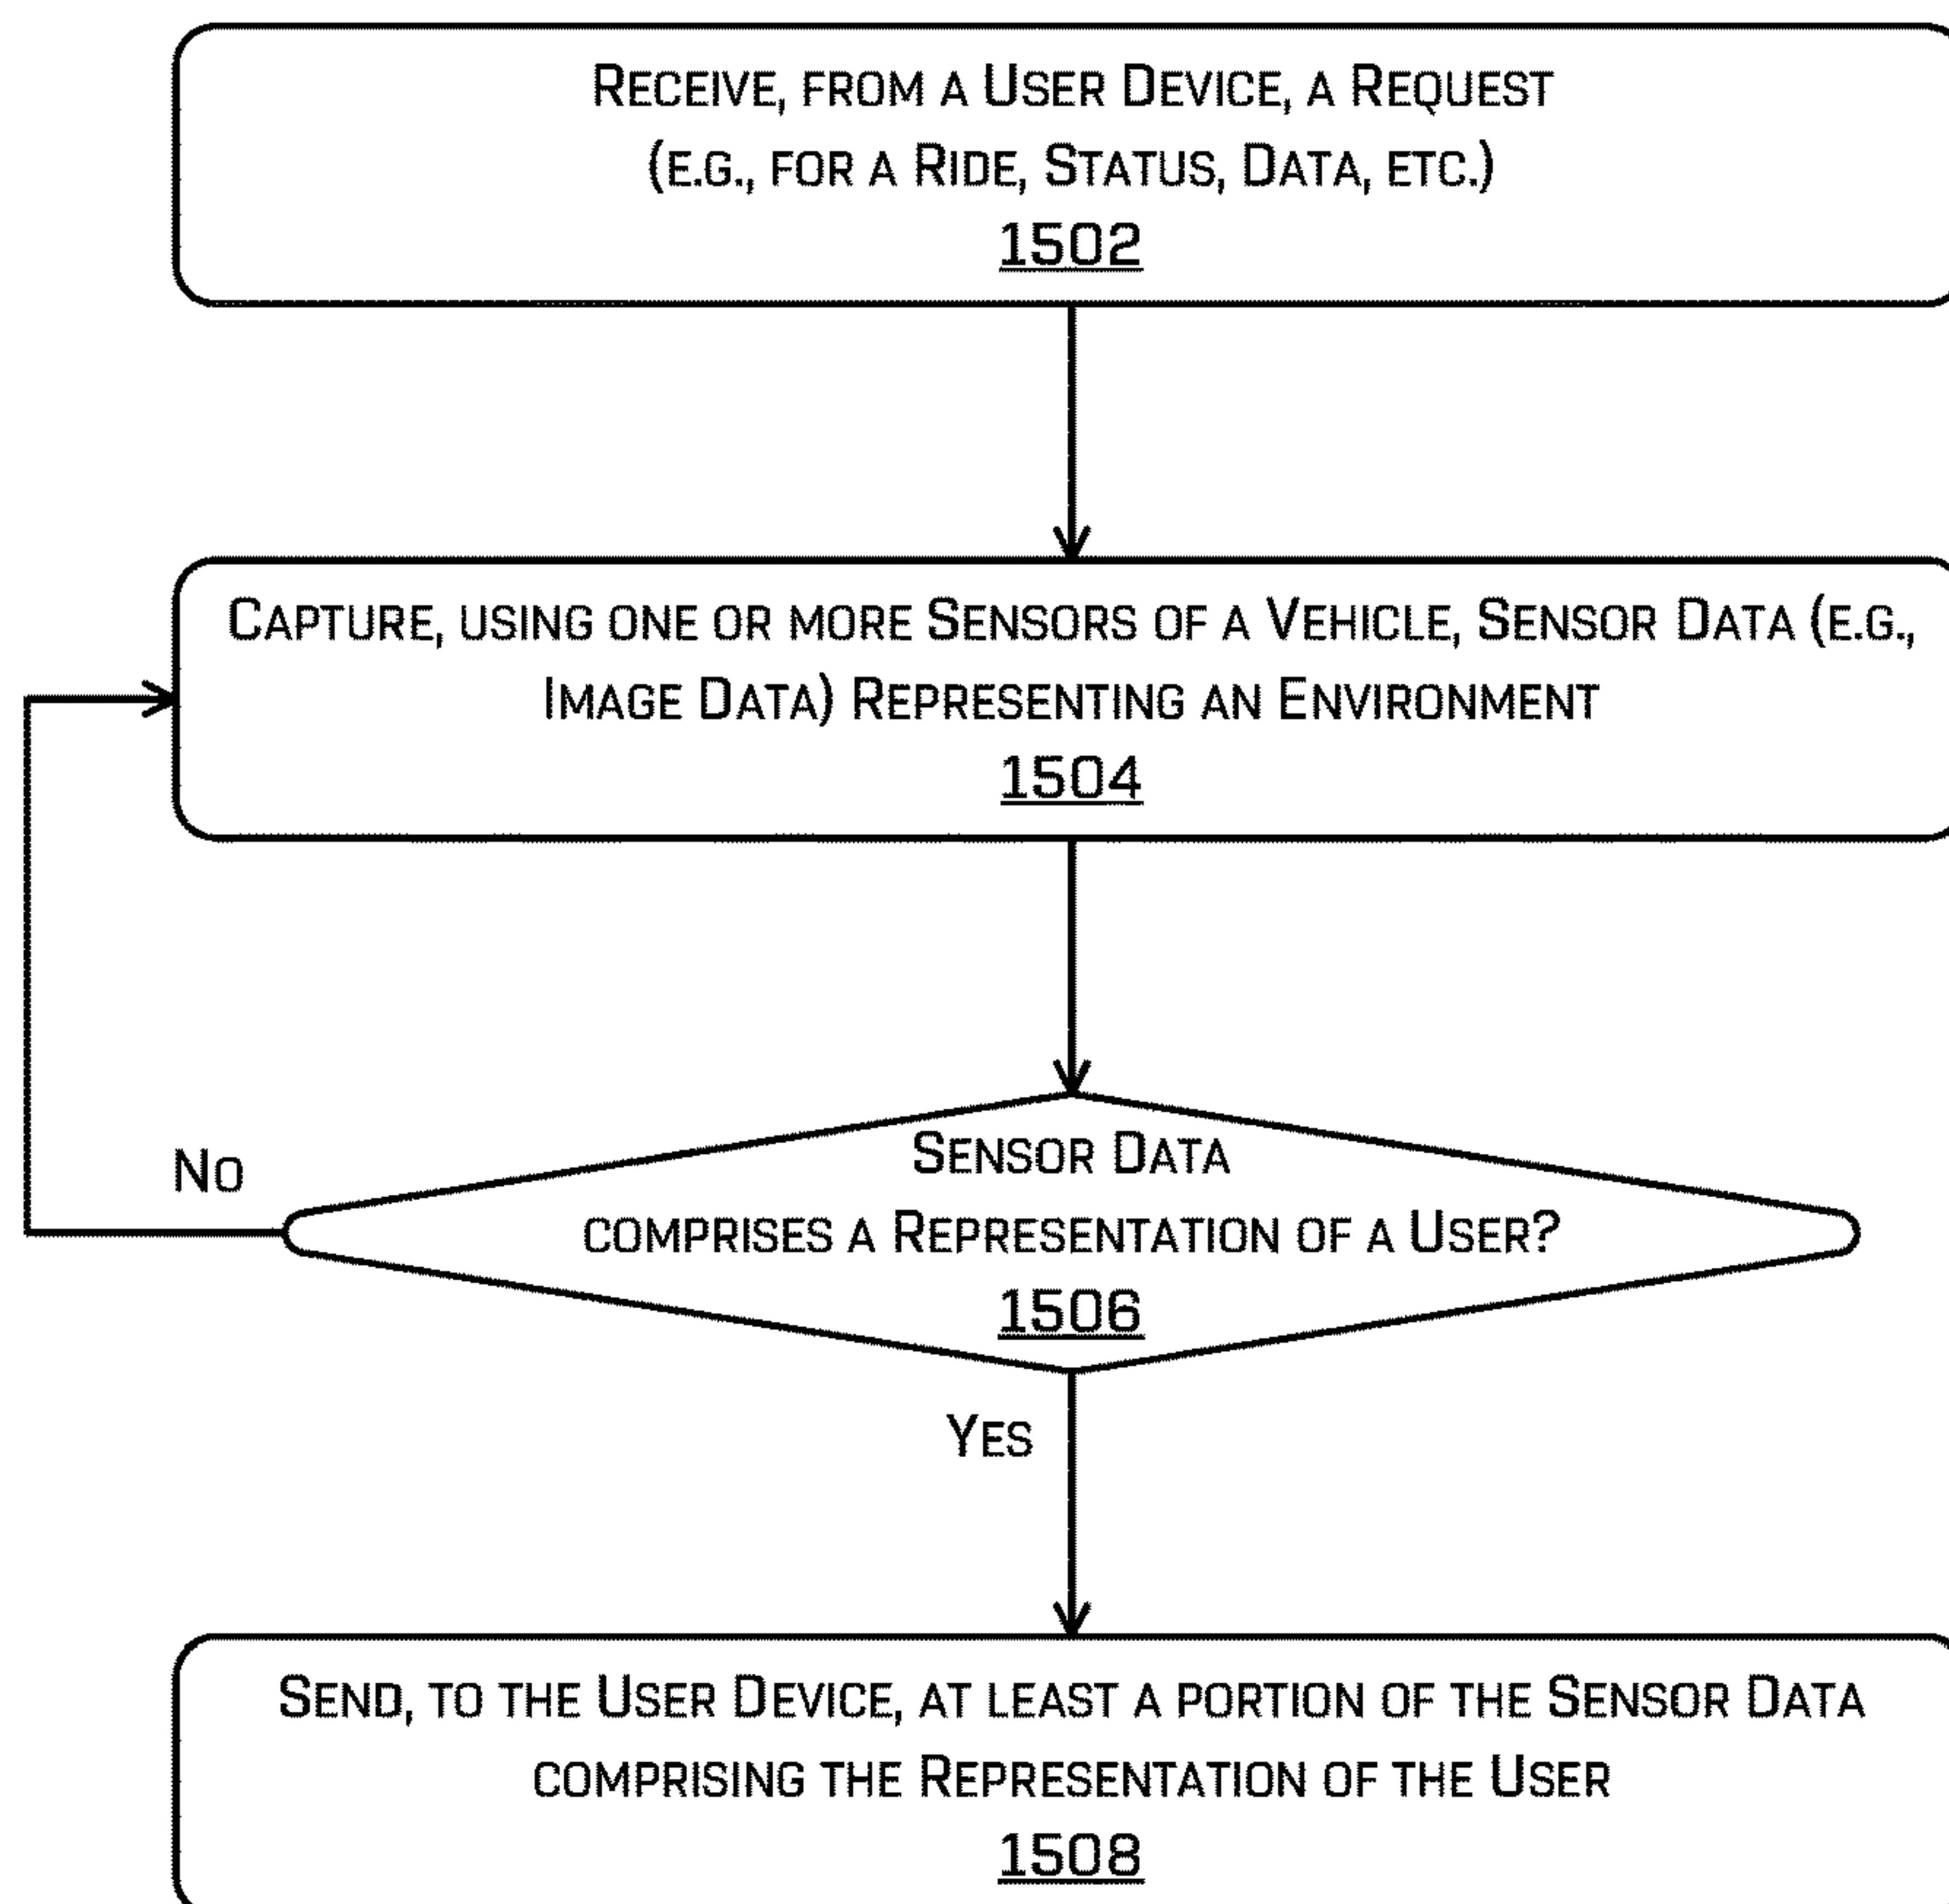 RECEIVE, FROM A USER DEVICE, A REQUEST
(E.G., FOR A RIDE, STATUS, DATA, ETC.)
1502
CAPTURE, USING ONE OR MORE SENSORS OF A VEHICLE, SENSOR DATA (E.G.,
IMAGE DATA) REPRESENTING AN ENVIRONMENT
1504
SENSOR DATA
COMPRISES A REPRESENTATION OF A USER?
1506
NO
YES
SEND, TO THE USER DEVICE, AT LEAST A PORTION OF THE SENSOR DATA
COMPRISING THE REPRESENTATION OF THE USER
1508